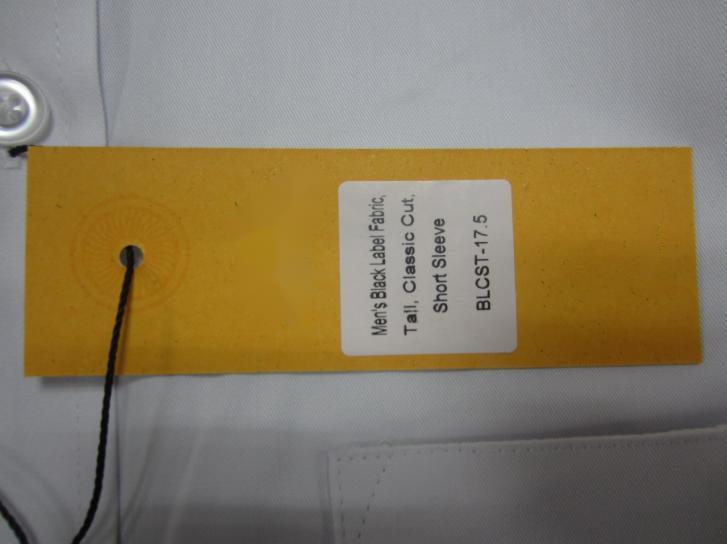 Men's Black Label Fabric,
Tall, Classic Cut,
Short Sleeve
BLCST-17.5